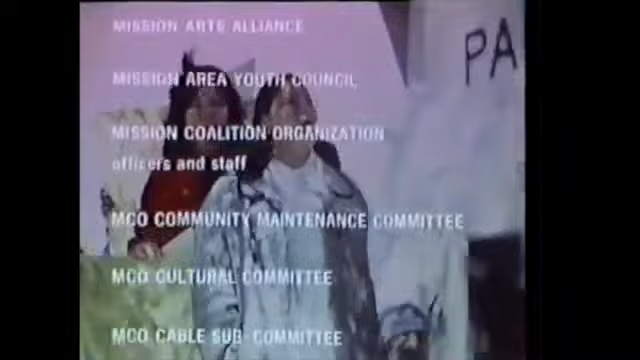 MISSION ARTS ALLIANCE
PA
MISSION AREA YOUTH COUNCIL
MISSION COALITION ORGANIZATION
officers and staff
MCO COMMUNITY MAINTENANCE COMMITTEE
MCO CULTURAL COMMITTEE
MCO CABLE SUB-COMMITTEE